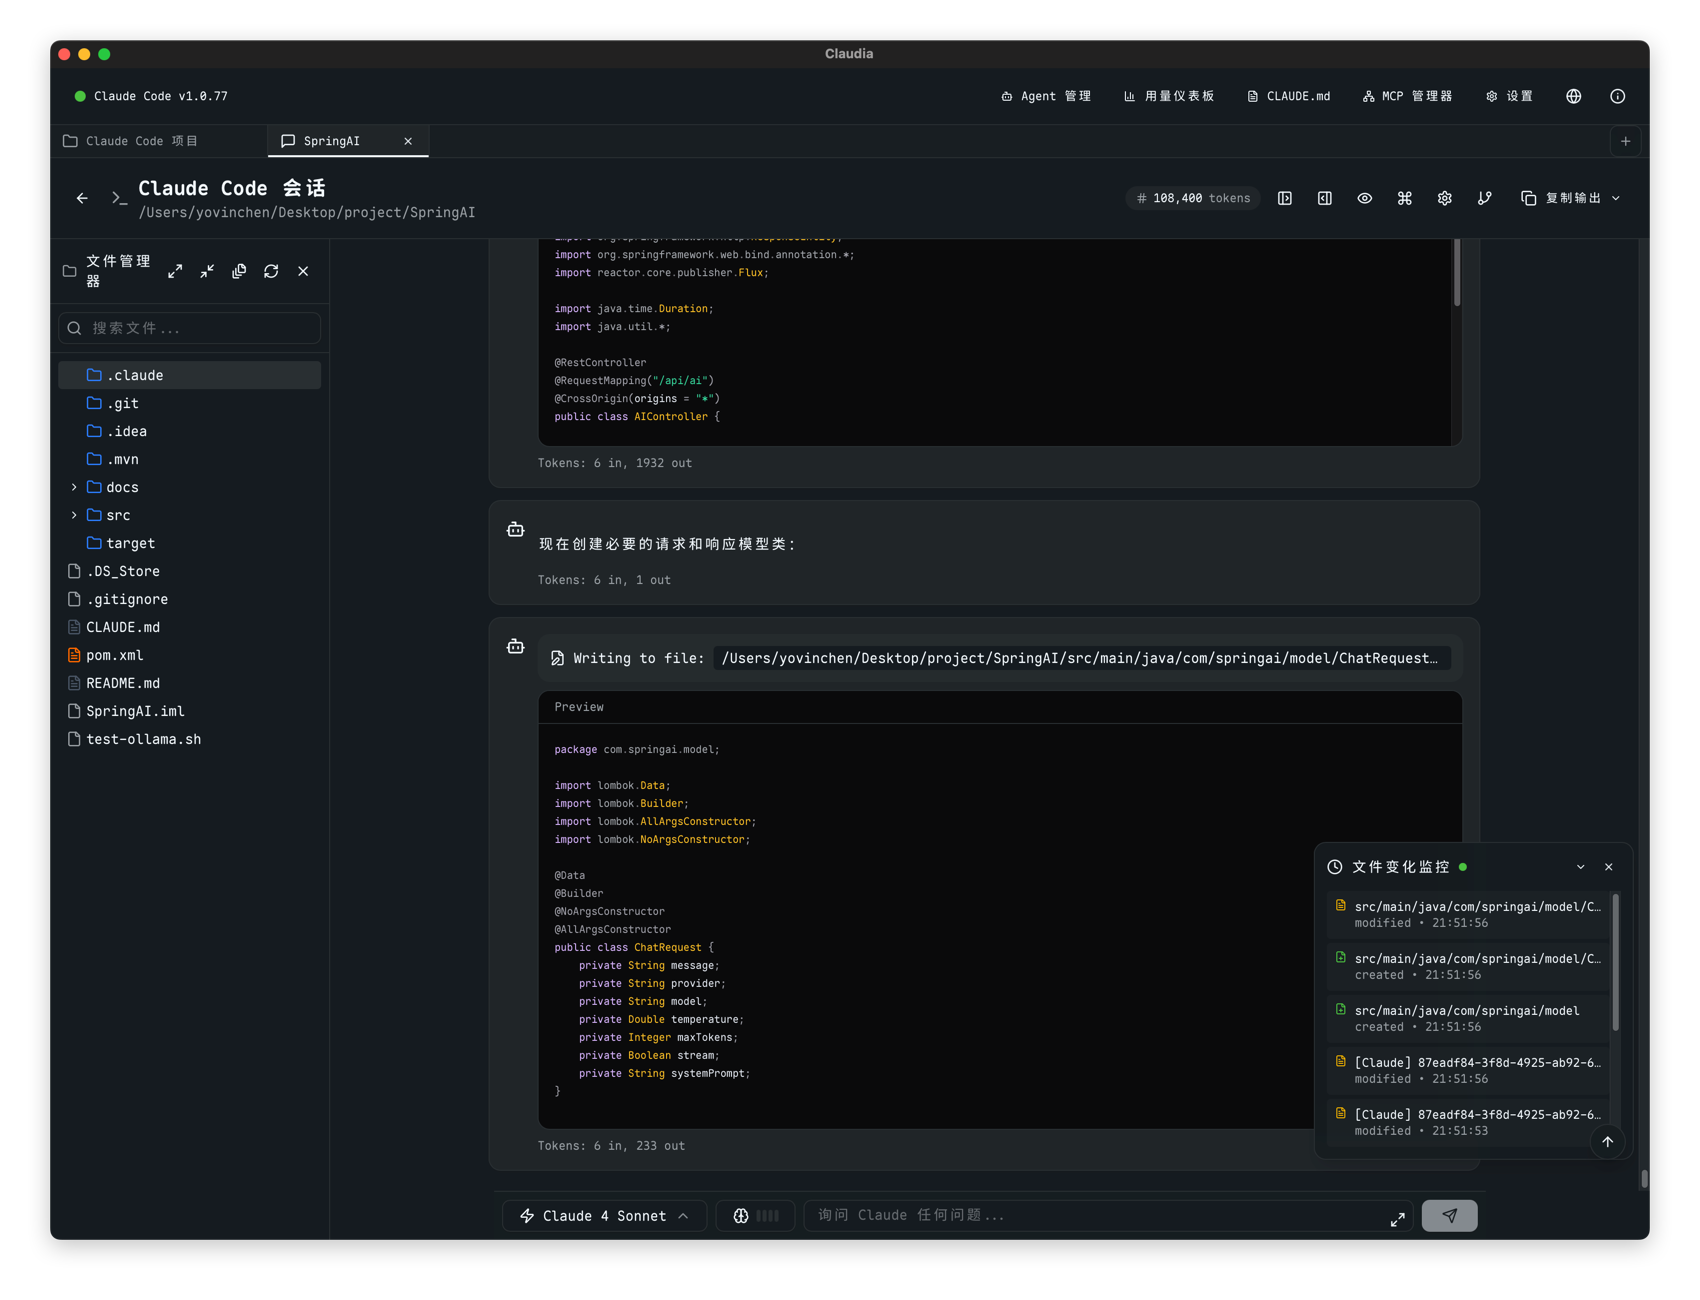 Claudia
Claude Code v1.0.77
Agent 管理
用量仪表板
CLAUDE.md
MCP 管理器
设置
Claude Code 项目
SpringAI
Claude Code 会话
/Users/yovinchen/Desktop/project/SpringAI
# 108,400 tokens
复制输出
文件管理器
搜索文件...
.claude
.git
.idea
.mvn
docs
src
target
.DS_Store
.gitignore
CLAUDE.md
pom.xml
README.md
SpringAI.iml
test-ollama.sh
import org.springframework.http.ResponseEntity;
import org.springframework.web.bind.annotation.*;
import reactor.core.publisher.Flux;
import java.time.Duration;
import java.util.*;
@RestController
@RequestMapping("/api/ai")
@CrossOrigin(origins = "*")
public class AIController {
Tokens: 6 in, 1932 out
现在创建必要的请求和响应模型类:
Tokens: 6 in, 1 out
Writing to file: /Users/yovinchen/Desktop/project/SpringAI/src/main/java/com/springai/model/ChatRequest…
Preview
package com.springai.model;
import lombok.Data;
import lombok.Builder;
import lombok.AllArgsConstructor;
import lombok.NoArgsConstructor;
@Data
@Builder
@NoArgsConstructor
@AllArgsConstructor
public class ChatRequest {
private String message;
private String provider;
private String model;
private Double temperature;
private Integer maxTokens;
private Boolean stream;
private String systemPrompt;
}
Tokens: 6 in, 233 out
文件变化监控
src/main/java/com/springai/model/C…
modified • 21:51:56
src/main/java/com/springai/model/C…
created • 21:51:56
src/main/java/com/springai/model
created • 21:51:56
[Claude] 87eadf84-3f8d-4925-ab92-6…
modified • 21:51:56
[Claude] 87eadf84-3f8d-4925-ab92-6…
modified • 21:51:53
Claude 4 Sonnet
询问 Claude 任何问题...